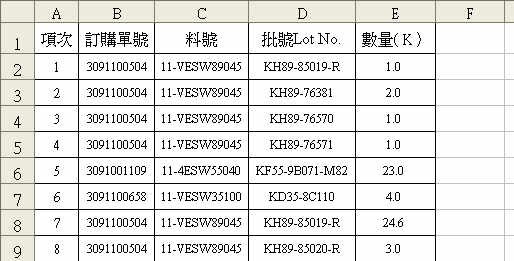 A B C D E F
1 項次 訂購單號 料號 批號Lot No. 數量( K )
2 1 3091100504 11-VESW89045 KH89-85019-R 1.0
3 2 3091100504 11-VESW89045 KH89-76381 2.0
4 3 3091100504 11-VESW89045 KH89-76570 1.0
5 4 3091100504 11-VESW89045 KH89-76571 1.0
6 5 3091001109 11-4ESW55040 KF55-9B071-M82 23.0
7 6 3091100658 11-VESW35100 KD35-8C110 4.0
8 7 3091100504 11-VESW89045 KH89-85019-R 24.6
9 8 3091100504 11-VESW89045 KH89-85020-R 3.0